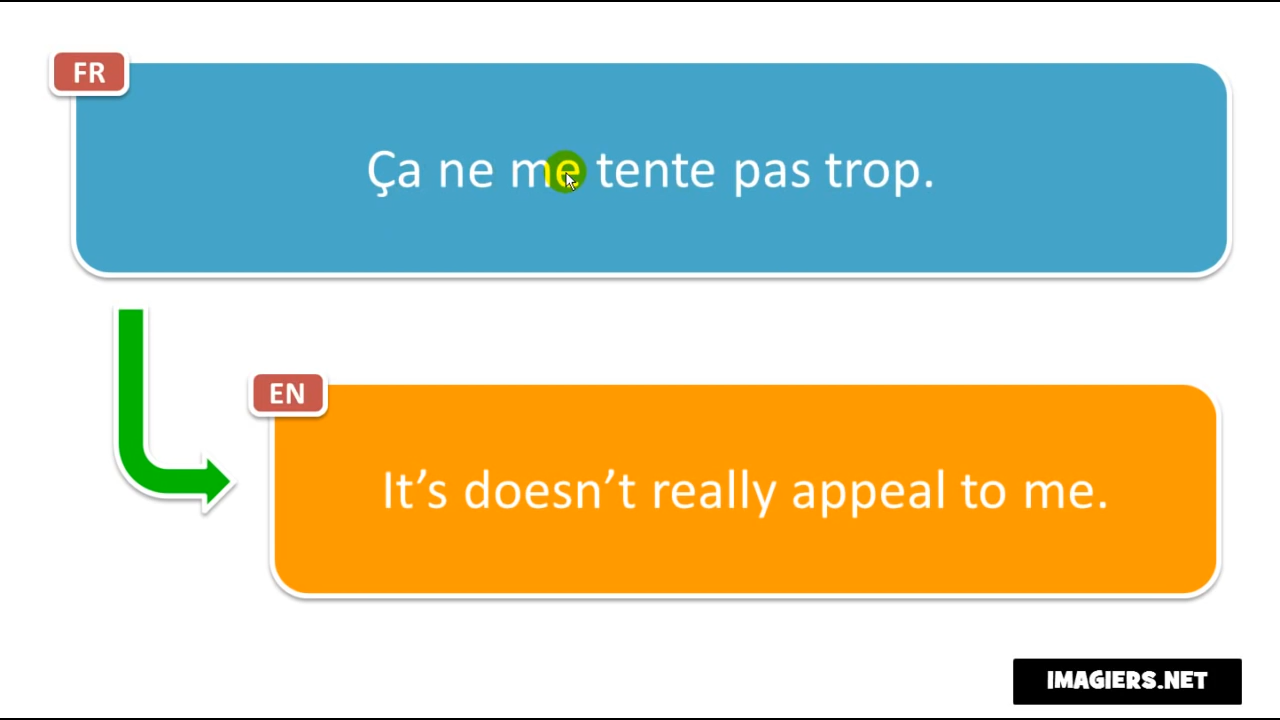 FR
Ça ne me tente pas trop.
EN
It’s doesn’t really appeal to me.
IMAGIERS.NET